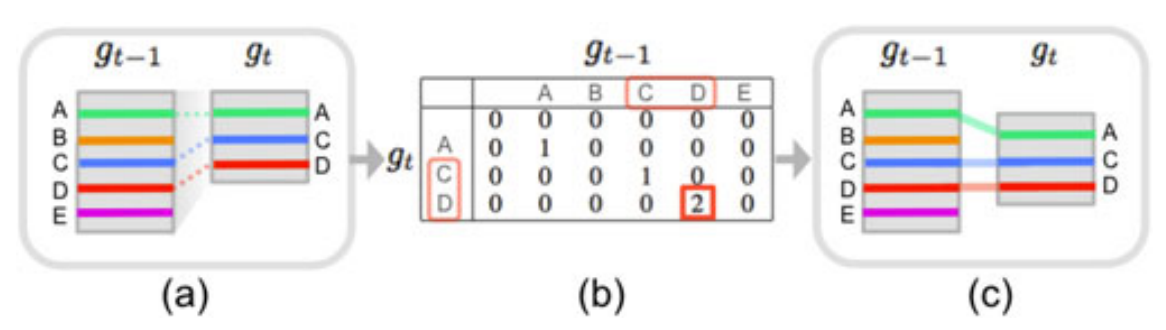 g_{t-1} g_t
A A
B C
C D
D
E
(a)
g_{t-1}
A B C D E
0 0 0 0 0 0
g_t
A 0 1 0 0 0 0
C 0 0 0 1 0 0
D 0 0 0 0 2 0
(b)
g_{t-1} g_t
A A
B C
C D
D
E
(c)